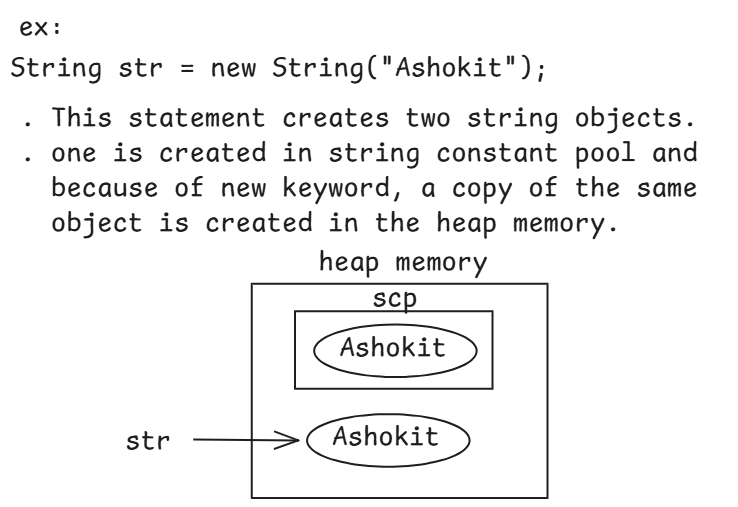 ex:
String str = new String("Ashokit");
. This statement creates two string objects.
. one is created in string constant pool and
because of new keyword, a copy of the same
object is created in the heap memory.
heap memory
scp
Ashokit
str
Ashokit